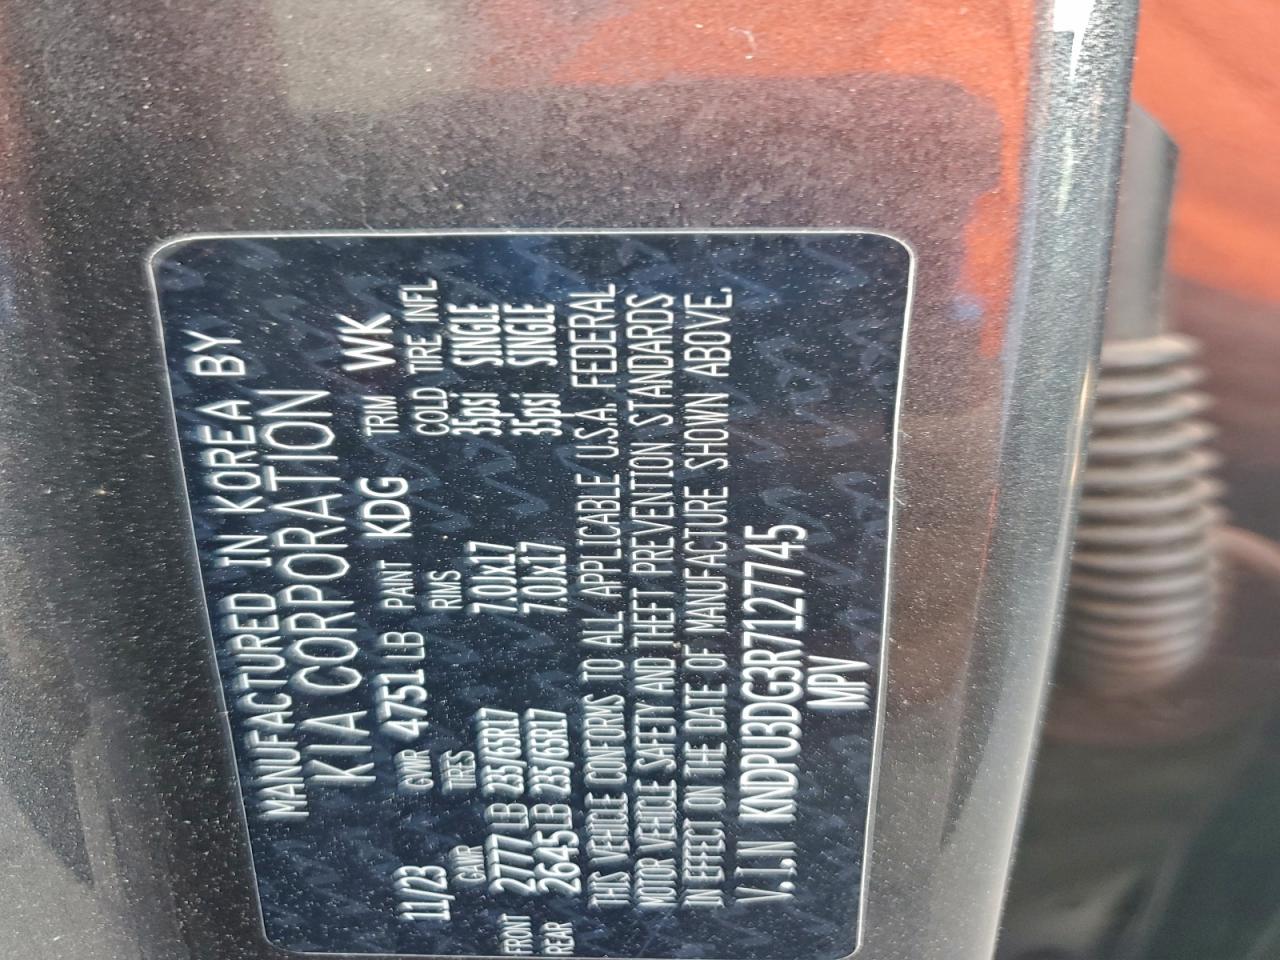 MANUFACTURED IN KOREA BY
KIA CORPORATION
11/23 GVWR 4751 LB PAINT KDG TRIM WK
GAWR TIRES RIMS COLD TIRE INFL
FRONT 2777 LB 235/65R17 7.0Jx17 35psi SINGLE
REAR 2645 LB 235/65R17 7.0Jx17 35psi SINGLE
THIS VEHICLE CONFORMS TO ALL APPLICABLE U.S.A. FEDERAL
MOTOR VEHICLE SAFETY AND THEFT PREVENTION STANDARDS
IN EFFECT ON THE DATE OF MANUFACTURE SHOWN ABOVE.
V.I.N KNDPU3DG3R7127745
MPV